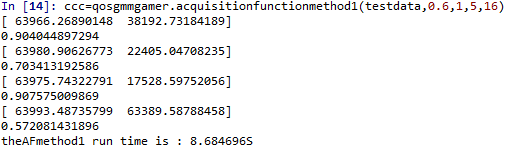 In [14]: ccc=qosgmmgamer.acquisitionfunctionmethod1(testdata,0.6,1,5,16)
[ 63966.26890148  38192.73184189]
0.904044897294
[ 63980.90626773  22405.04708235]
0.703413192586
[ 63975.74322791  17528.59752056]
0.907575009869
[ 63993.48735799  63389.58788458]
0.572081431896
theAFmethod1 run time is : 8.684696S